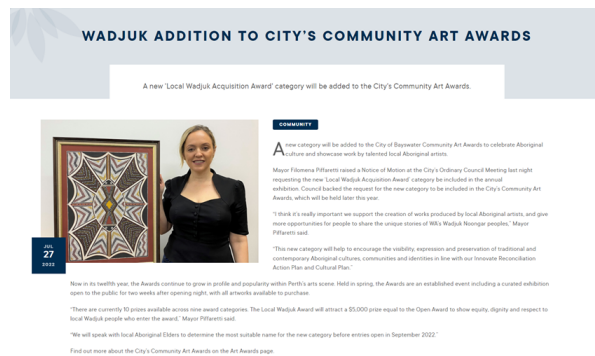 WADJUK ADDITION TO CITY'S COMMUNITY ART AWARDS
A new 'Local Wadjuk Acquisition Award' category will be added to the City's Community Art Awards.
COMMUNITY
A new category will be added to the City of Bayswater Community Art Awards to celebrate Aboriginal
culture and showcase work by talented local Aboriginal artists.
Mayor Filomena Piffaretti raised a Notice of Motion at the City's Ordinary Council Meeting last night
requesting the new 'Local Wadjuk Acquisition Award' category be included in the annual
exhibition. Council backed the request for the new category to be included in the City's Community Art
Awards, which will be held later this year.
"I think it's really important we support the creation of works produced by local Aboriginal artists, and give
more opportunities for people to share the unique stories of WA's Wadjuk Noongar peoples," Mayor
Piffaretti said.
"This new category will help to encourage the visibility, expression and preservation of traditional and
contemporary Aboriginal cultures, communities and identities in line with our Innovate Reconciliation
Action Plan and Cultural Plan."
JUL
27
2022
Now in its twelfth year, the Awards continue to grow in profile and popularity within Perth's arts scene. Held in spring, the Awards are an established event including a curated exhibition
open to the public for two weeks after opening night, with all artworks available to purchase.
"There are currently 10 prizes available across nine award categories. The Local Wadjuk Award will attract a $5,000 prize equal to the Open Award to show equity, dignity and respect to
local Wadjuk people who enter the award," Mayor Piffaretti said.
"We will speak with local Aboriginal Elders to determine the most suitable name for the new category before entries open in September 2022."
Find out more about the City's Community Art Awards on the Art Awards page.